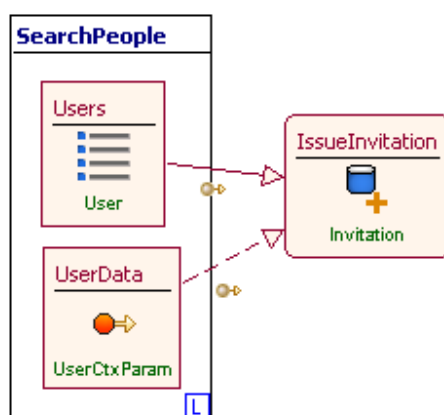 SearchPeople
Users
User
IssueInvitation
Invitation
UserData
UserCtxParam
L